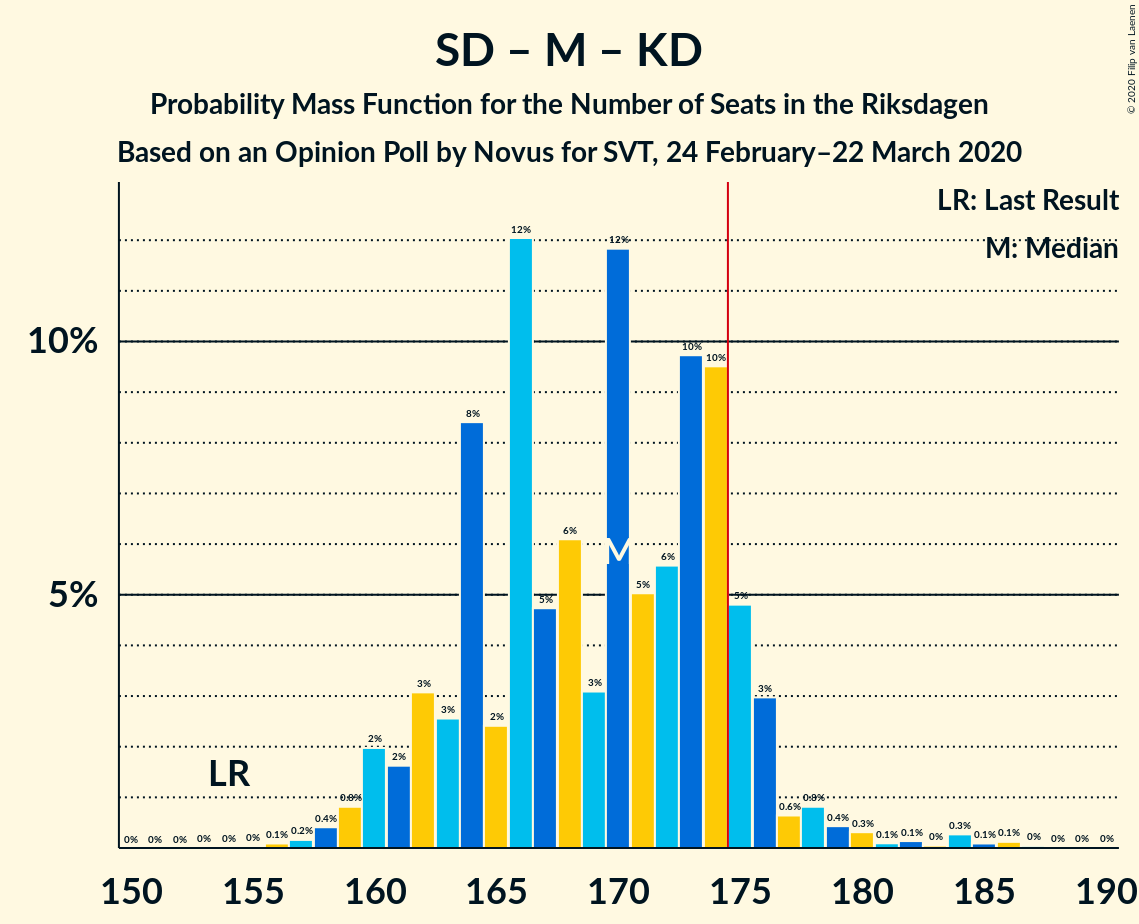 SD – M – KD
Probability Mass Function for the Number of Seats in the Riksdagen
Based on an Opinion Poll by Novus for SVT, 24 February–22 March 2020
© 2020 Filip van Laenen
LR: Last Result
M: Median
10%
5%
LR
M
0% 0% 0% 0% 0% 0% 0.1% 0.2% 0.4% 0.8% 2% 2% 3% 3% 8% 2% 12% 5% 6% 3% 12% 5% 6% 10% 10% 5% 3% 0.6% 0.8% 0.4% 0.3% 0.1% 0.1% 0% 0.3% 0.1% 0.1% 0% 0% 0% 0%
150 155 160 165 170 175 180 185 190